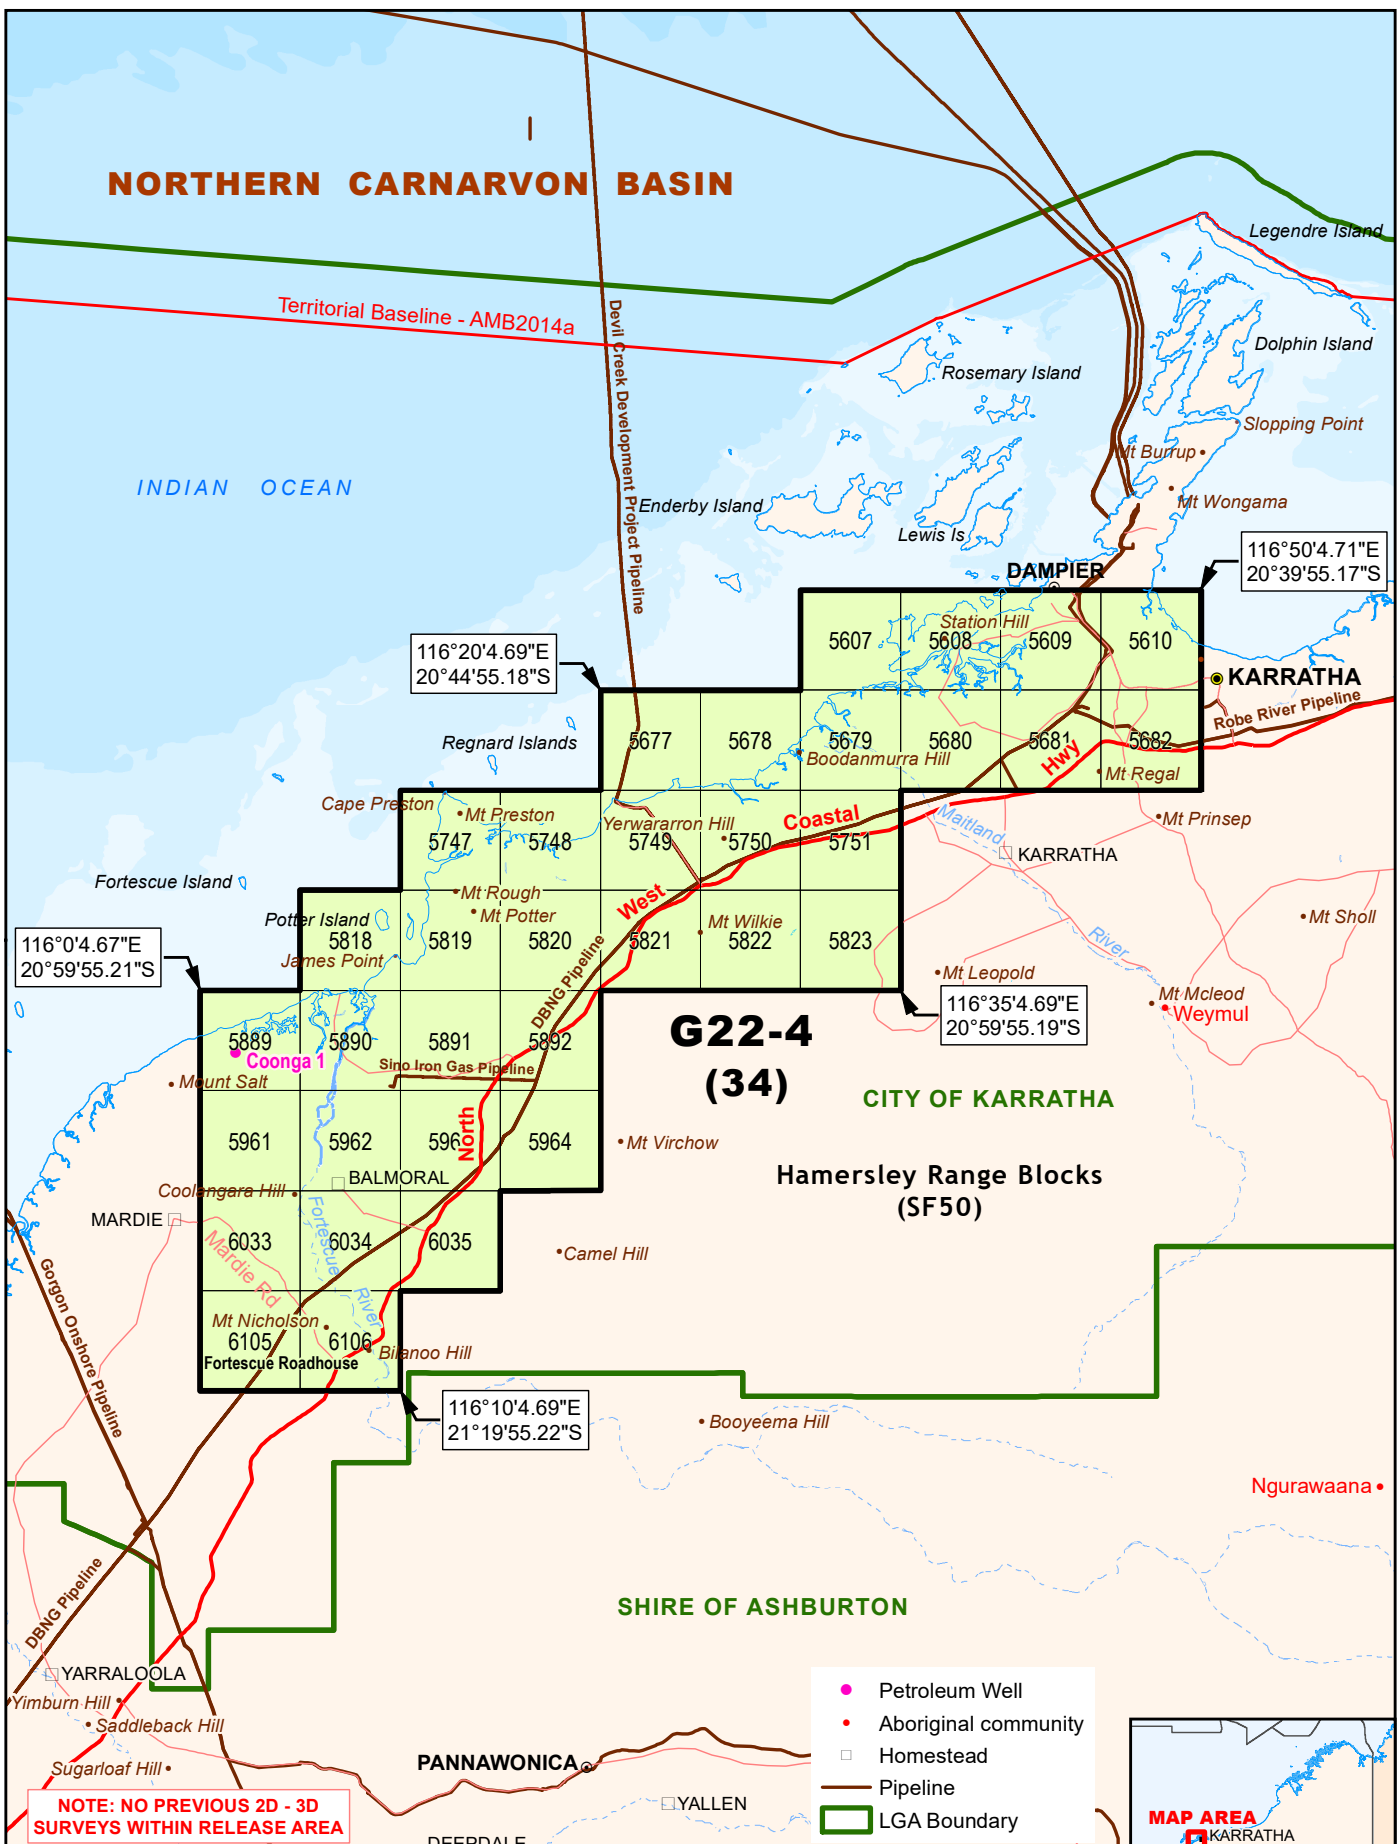 NORTHERN CARNARVON BASIN
Legendre Island
Territorial Baseline - AMB2014a
Devil Creek Development Project Pipeline
Dolphin Island
Rosemary Island
Slopping Point
Mt Burrup
INDIAN OCEAN
Enderby Island
Mt Wongama
Lewis Is
116°50'4.71"E
20°39'55.17"S
DAMPIER
Station Hill
5607
5608
5609
5610
116°20'4.69"E
20°44'55.18"S
KARRATHA
Robe River Pipeline
Regnard Islands
5677
5678
5679
5680
5681
5682
Boodanmurra Hill
Hwy
Mt Regal
Cape Preston
Mt Preston
Yerwararron Hill
Coastal
Maitland
Mt Prinsep
5747
5748
5749
5750
5751
KARRATHA
Fortescue Island
Mt Rough
West
Potter Island
Mt Potter
Mt Wilkie
Mt Sholl
5818
5819
5820
5821
5822
5823
River
116°0'4.67"E
20°59'55.21"S
James Point
DBNG Pipeline
Mt Leopold
116°35'4.69"E
20°59'55.19"S
Mt Mcleod
Weymul
G22-4
(34)
5889
5890
5891
5892
Coonga 1
Sino Iron Gas Pipeline
Mount Salt
CITY OF KARRATHA
5961
5962
596
North
5964
Mt Virchow
Hamersley Range Blocks
(SF50)
BALMORAL
Coolangara Hill
MARDIE
Fortescue
River
6033
6034
6035
Mardie Rd
Camel Hill
Gorgon Onshore Pipeline
Mt Nicholson
6105
6106
Bilanoo Hill
Fortescue Roadhouse
116°10'4.69"E
21°19'55.22"S
Booyeema Hill
Ngurawaana
DBNG Pipeline
SHIRE OF ASHBURTON
YARRALOOLA
Yimburn Hill
Saddleback Hill
Sugarloaf Hill
PANNAWONICA
YALLEN
DEEPDALE
NOTE: NO PREVIOUS 2D - 3D
SURVEYS WITHIN RELEASE AREA
Petroleum Well
Aboriginal community
Homestead
Pipeline
LGA Boundary
MAP AREA
KARRATHA